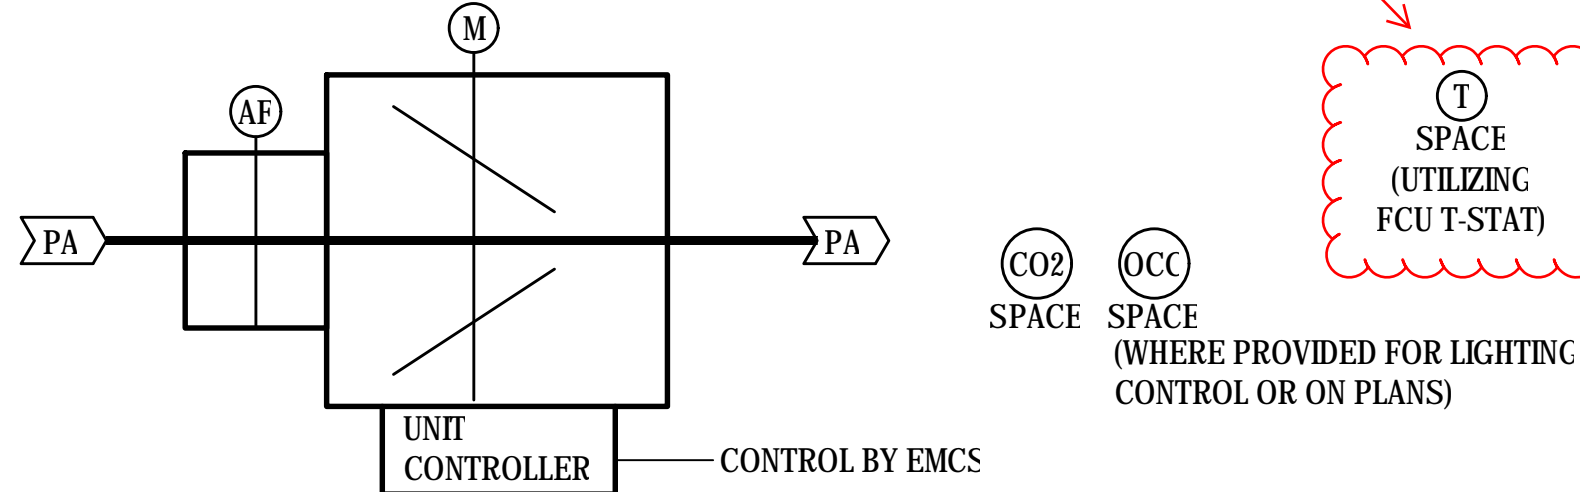 M
AF
T
SPACE
(UTILIZING
FCU T-STAT)
PA
PA
CO2
OCC
SPACE
SPACE
(WHERE PROVIDED FOR LIGHTING
CONTROL OR ON PLANS)
UNIT
CONTROLLER
CONTROL BY EMCS